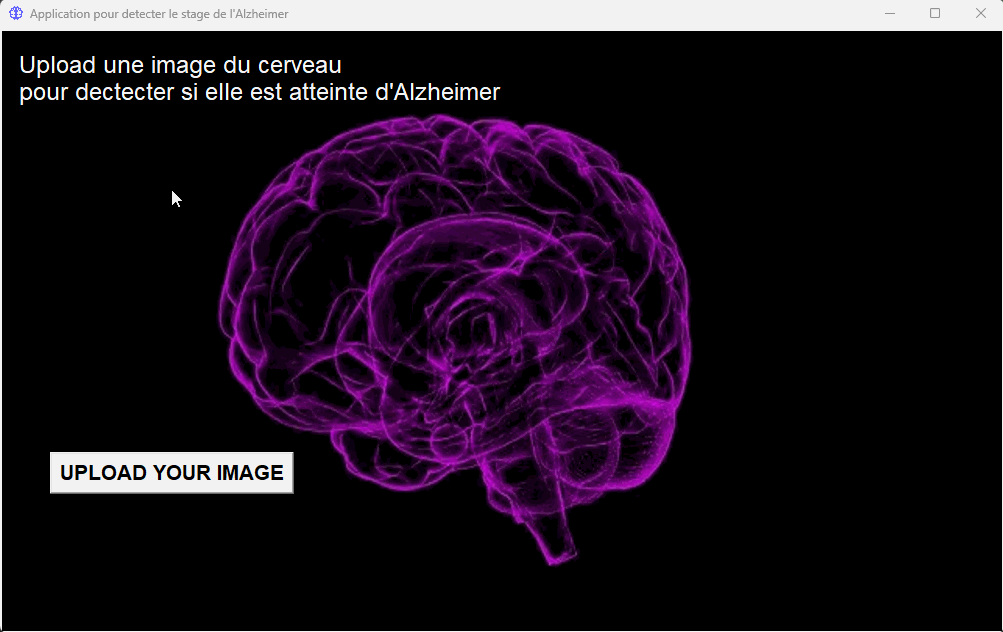 Application pour detecter le stage de l'Alzheimer
Upload une image du cerveau
pour dectecter si elle est atteinte d'Alzheimer
UPLOAD YOUR IMAGE